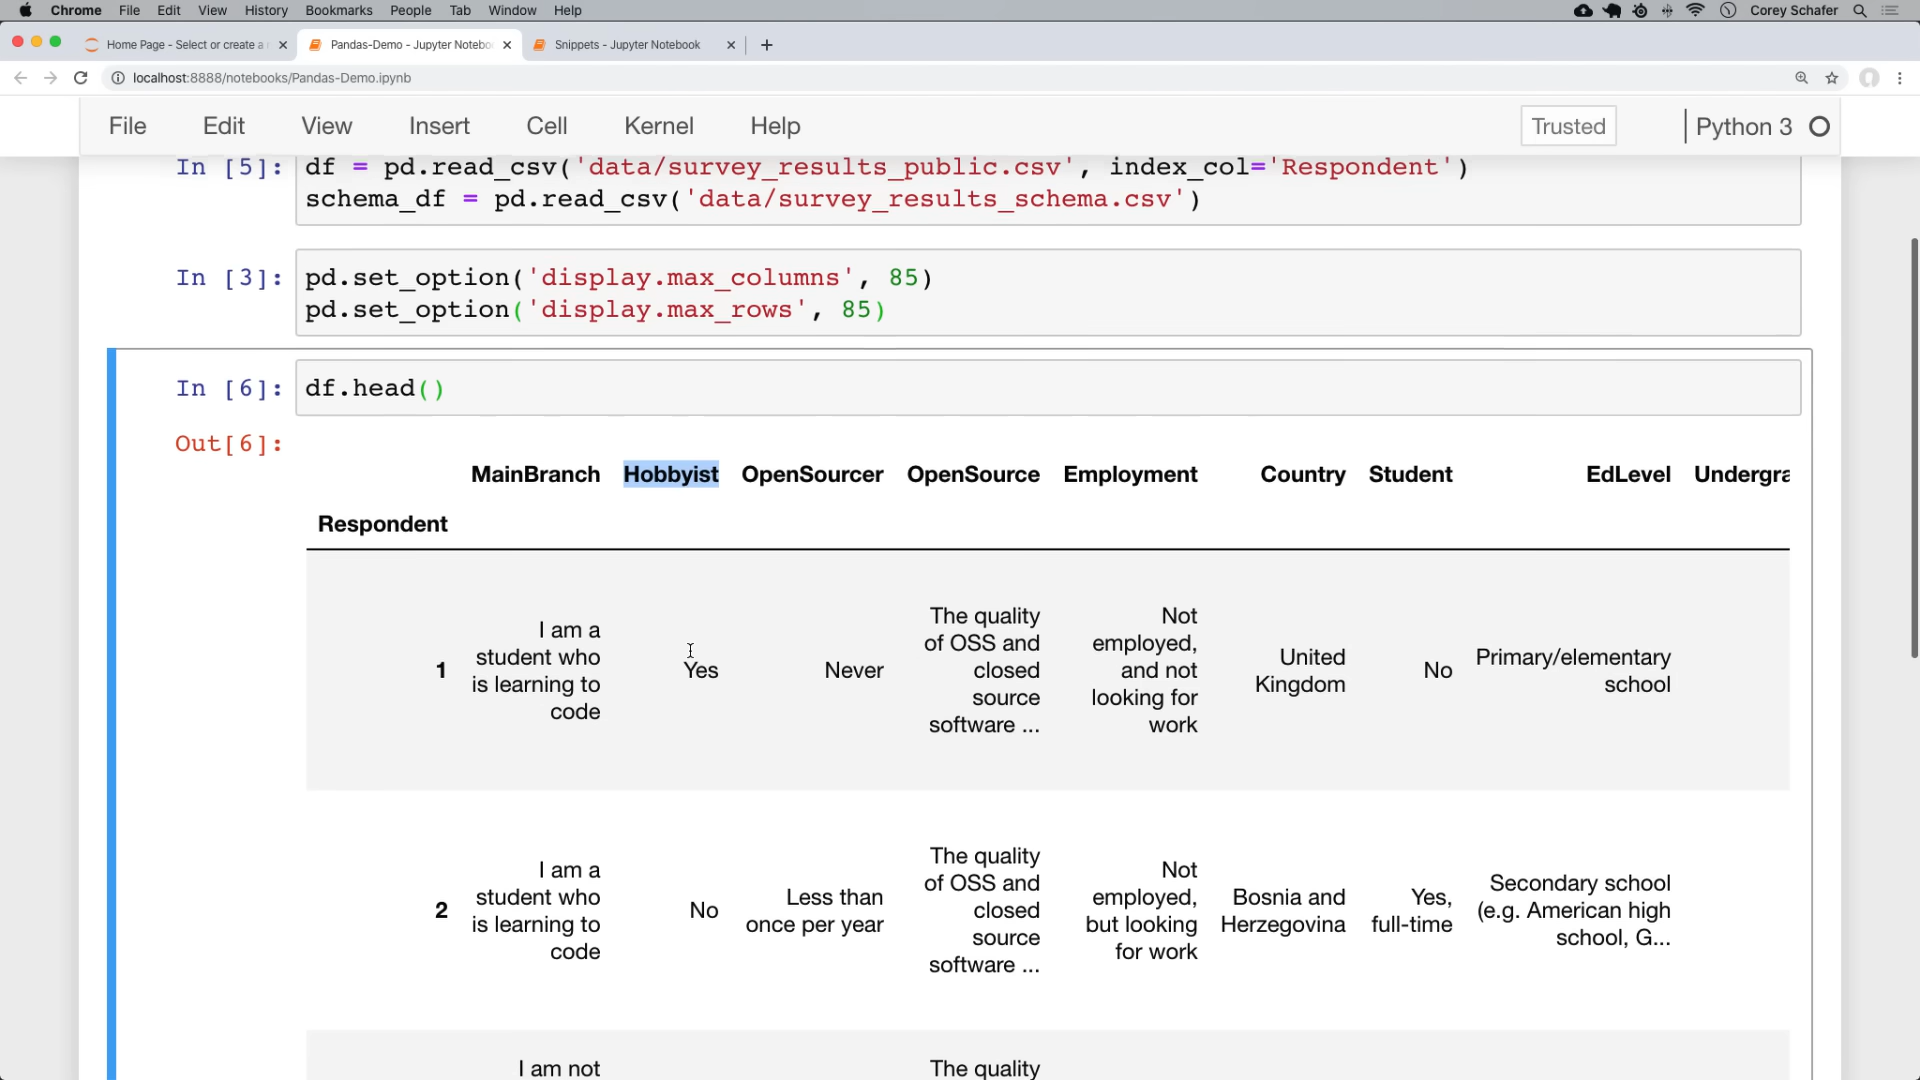 Chrome File Edit View History Bookmarks People Tab Window Help Corey Schafer
Home Page - Select or create a Pandas-Demo - Jupyter Notebo Snippets - Jupyter Notebook
localhost:8888/notebooks/Pandas-Demo.ipynb
File Edit View Insert Cell Kernel Help Trusted Python 3
In [5]: df = pd.read_csv('data/survey_results_public.csv', index_col='Respondent')
schema_df = pd.read_csv('data/survey_results_schema.csv')
In [3]: pd.set_option('display.max_columns', 85)
pd.set_option('display.max_rows', 85)
In [6]: df.head()
Out[6]:
MainBranch Hobbyist OpenSourcer OpenSource Employment Country Student EdLevel Undergra
Respondent
1
I am a
student who
is learning to
code
Yes
Never
The quality
of OSS and
closed
source
software ...
Not
employed,
and not
looking for
work
United
Kingdom
No
Primary/elementary
school
2
I am a
student who
is learning to
code
No
Less than
once per year
The quality
of OSS and
closed
source
software ...
Not
employed,
but looking
for work
Bosnia and
Herzegovina
Yes,
full-time
Secondary school
(e.g. American high
school, G...
I am not
The quality